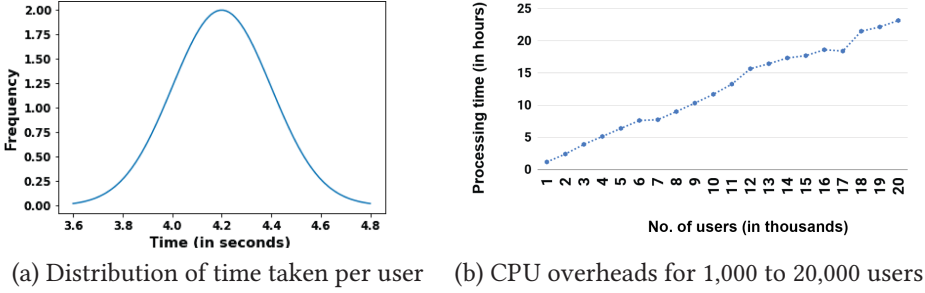 2.00
1.75
1.50
1.25
1.00
0.75
0.50
0.25
0.00
Frequency
3.6 3.8 4.0 4.2 4.4 4.6 4.8
Time (in seconds)
(a) Distribution of time taken per user
25
20
15
10
5
0
Processing time (in hours)
1 2 3 4 5 6 7 8 9 10 11 12 13 14 15 16 17 18 19 20
No. of users (in thousands)
(b) CPU overheads for 1,000 to 20,000 users